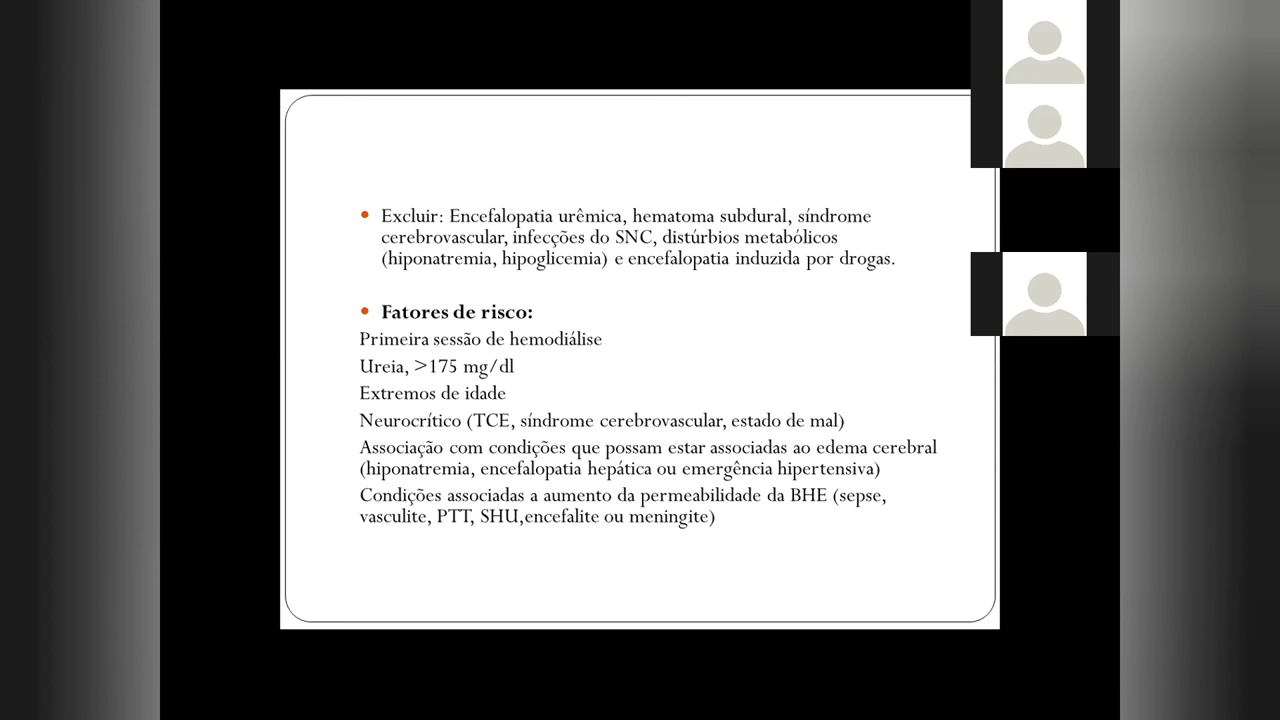 Excluir: Encefalopatia urêmica, hematoma subdural, síndrome
cerebrovascular, infecções do SNC, distúrbios metabólicos
(hiponatremia, hipoglicemia) e encefalopatia induzida por drogas.
Fatores de risco:
Primeira sessão de hemodiálise
Ureia, >175 mg/dl
Extremos de idade
Neurocrítico (TCE, síndrome cerebrovascular, estado de mal)
Associação com condições que possam estar associadas ao edema cerebral
(hiponatremia, encefalopatia hepática ou emergência hipertensiva)
Condições associadas a aumento da permeabilidade da BHE (sepse,
vasculite, PTT, SHU,encefalite ou meningite)